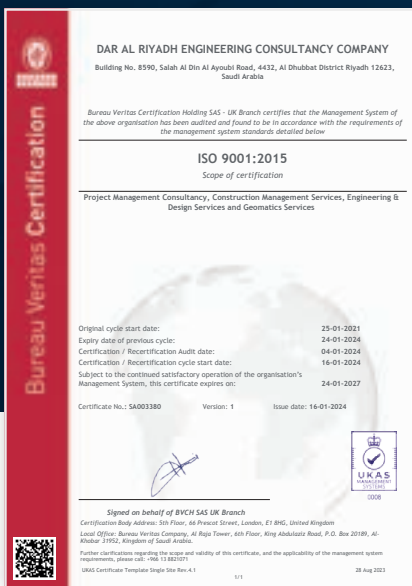 Bureau Veritas Certification
DAR AL RIYADH ENGINEERING CONSULTANCY COMPANY
Building No. 8590, Salah Al Din Al Ayoubi Road, 4432, Al Dhubbat District Riyadh 12623,
Saudi Arabia
Bureau Veritas Certification Holding SAS – UK Branch certifies that the Management System of
the above organisation has been audited and found to be in accordance with the requirements of
the management system standards detailed below
ISO 9001:2015
Scope of certification
Project Management Consultancy, Construction Management Services, Engineering &
Design Services and Geomatics Services
Original cycle start date: 25-01-2021
Expiry date of previous cycle: 24-01-2024
Certification / Recertification Audit date: 04-01-2024
Certification / Recertification cycle start date: 16-01-2024
Subject to the continued satisfactory operation of the organisation's
Management System, this certificate expires on: 24-01-2027
Certificate No.: SA003380 Version: 1 Issue date: 16-01-2024
UKAS
MANAGEMENT
SYSTEMS
0008
Signed on behalf of BVCH SAS UK Branch
Certification Body Address: 5th Floor, 66 Prescot Street, London, E1 8HG, United Kingdom
Local Office: Bureau Veritas Company, Al Raja Tower, 6th Floor, King Abdulaziz Road, P.O. Box 20189, Al-
Khobar 31952, Kingdom of Saudi Arabia.
Further clarifications regarding the scope and validity of this certificate, and the applicability of the management system
requirements, please call: +966 13 8821071
UKAS Certificate Template Single Site Rev.4.1 28 Aug 2023
1/1